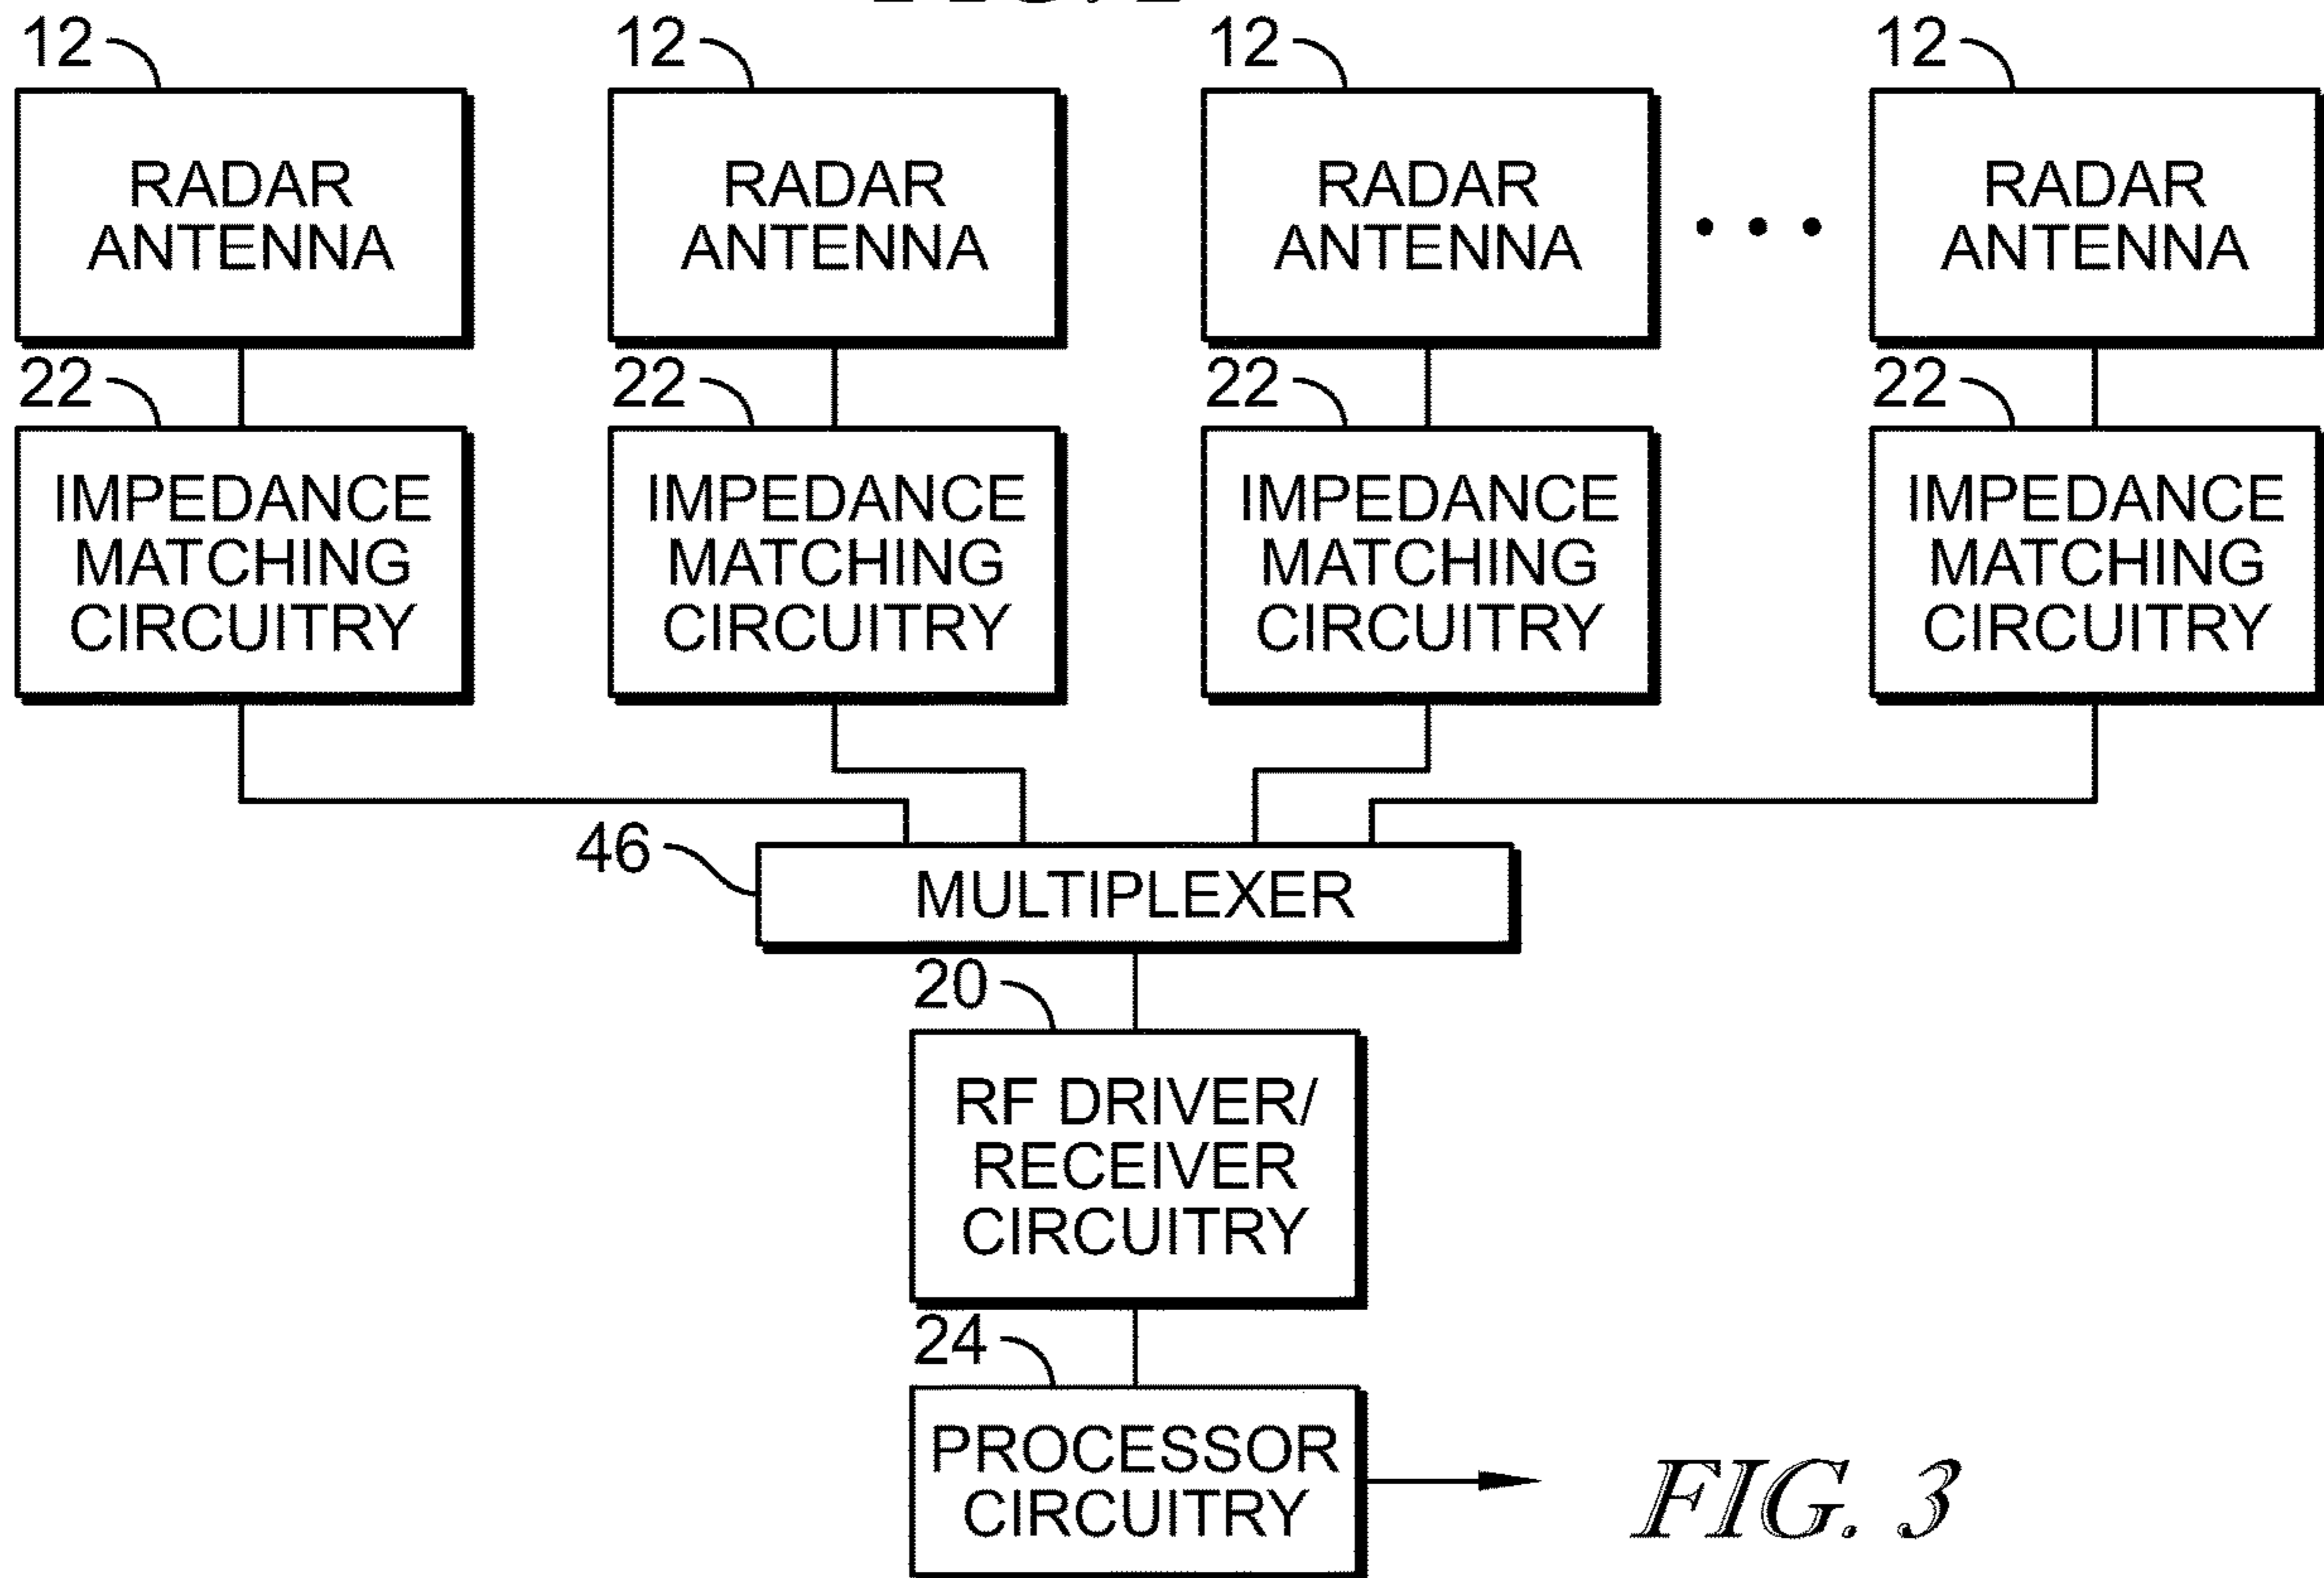 12 12 12 12
RADAR ANTENNA
RADAR ANTENNA
RADAR ANTENNA
• • •
RADAR ANTENNA
22 22 22 22
IMPEDANCE
MATCHING
CIRCUITRY
IMPEDANCE
MATCHING
CIRCUITRY
IMPEDANCE
MATCHING
CIRCUITRY
IMPEDANCE
MATCHING
CIRCUITRY
46
MULTIPLEXER
20
RF DRIVER/
RECEIVER
CIRCUITRY
24
PROCESSOR
CIRCUITRY
FIG. 3